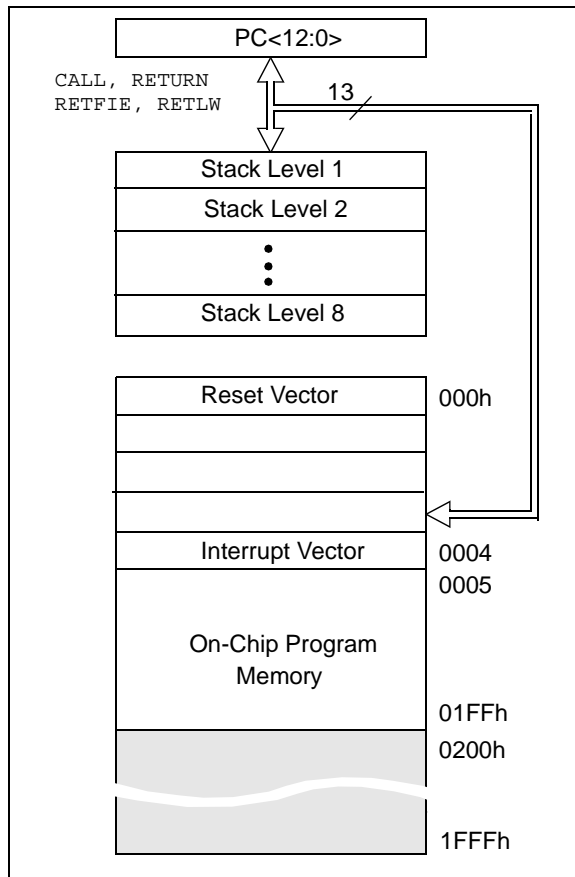 PC<12:0>
CALL, RETURN
RETFIE, RETLW
13
Stack Level 1
Stack Level 2
Stack Level 8
Reset Vector
000h
Interrupt Vector
0004
0005
On-Chip Program
Memory
01FFh
0200h
1FFFh